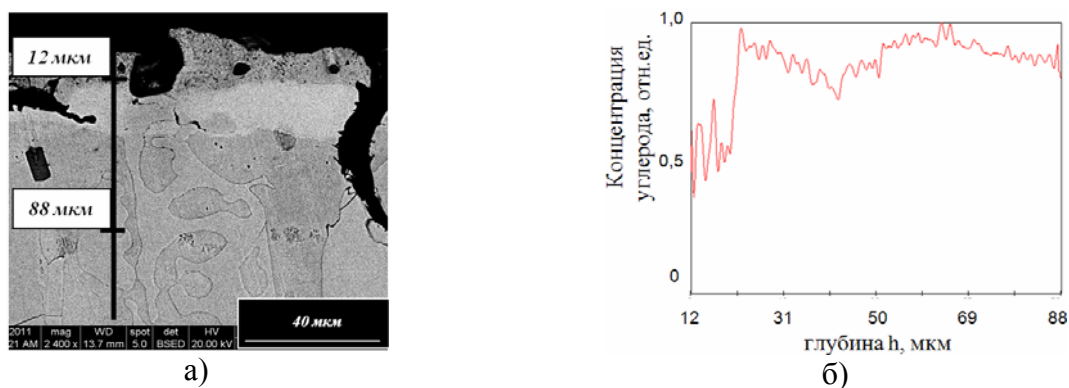 12 мкм
88 мкм
2011 mag WD spot det HV
21 AM 2 400 x 13.7 mm 5.0 BSED 20.00 kV
40 мкм
а)
Концентрация
углерода, отн.ед.
1,0
0,5
0
12 31 50 69 88
глубина h, мкм
б)